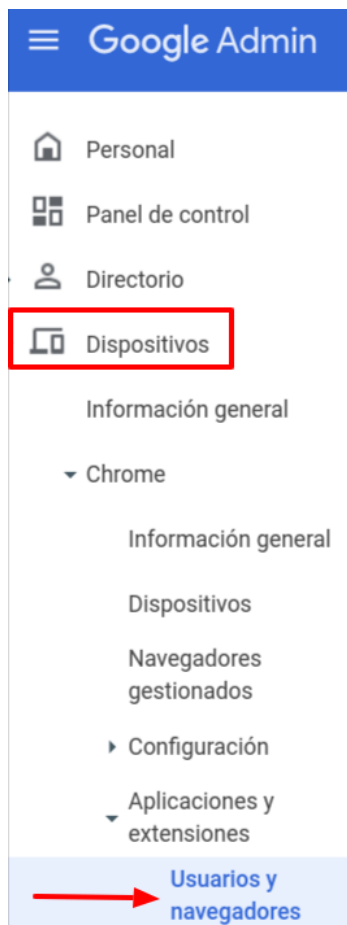 Google Admin
Personal
Panel de control
Directorio
Dispositivos
Información general
Chrome
Información general
Dispositivos
Navegadores
gestionados
Configuración
Aplicaciones y
extensiones
Usuarios y
navegadores